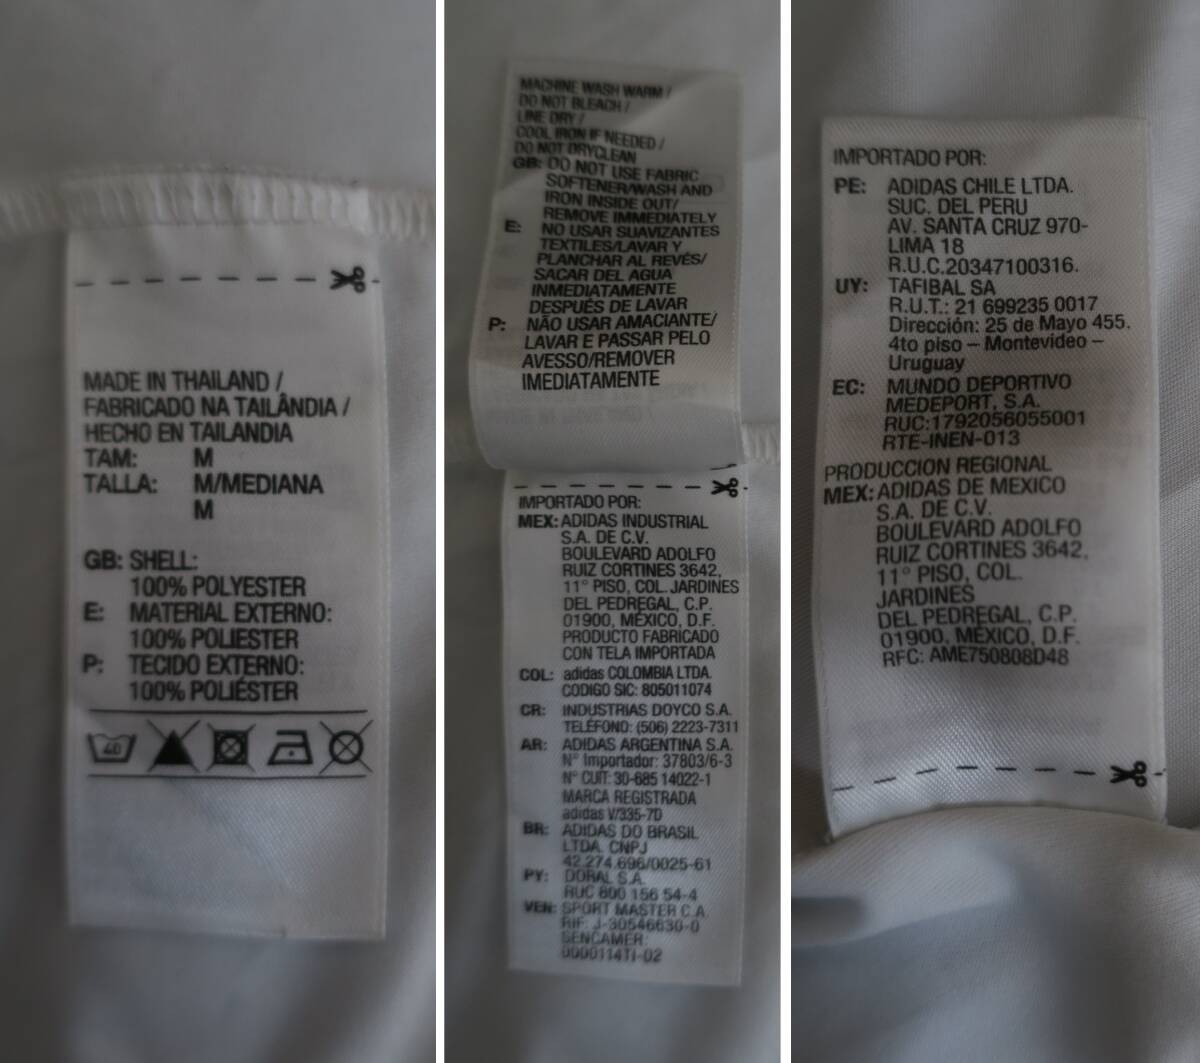 MADE IN THAILAND /
FABRICADO NA TAILÂNDIA /
HECHO EN TAILANDIA
TAM: M
TALLA: M/MEDIANA
M
GB: SHELL:
100% POLYESTER
E: MATERIAL EXTERNO:
100% POLIESTER
P: TECIDO EXTERNO:
100% POLIÉSTER
40
MACHINE WASH WARM /
DO NOT BLEACH /
LINE DRY /
COOL IRON IF NEEDED /
DO NOT DRYCLEAN
GB: DO NOT USE FABRIC
SOFTENER/WASH AND
IRON INSIDE OUT/
REMOVE IMMEDIATELY
E: NO USAR SUAVIZANTES
TEXTILES/LAVAR Y
PLANCHAR AL REVÉS/
SACAR DEL AGUA
INMEDIATAMENTE
DESPUÉS DE LAVAR
P: NÃO USAR AMACIANTE/
LAVAR E PASSAR PELO
AVESSO/REMOVER
IMEDIATAMENTE
IMPORTADO POR:
MEX: ADIDAS INDUSTRIAL
S.A. DE C.V.
BOULEVARD ADOLFO
RUIZ CORTINES 3642,
11° PISO, COL. JARDINES
DEL PEDREGAL, C.P.
01900, MÉXICO, D.F.
PRODUCTO FABRICADO
CON TELA IMPORTADA
COL: adidas COLOMBIA LTDA.
CODIGO SIC: 805011074
CR: INDUSTRIAS DOYCO S.A.
TELÉFONO: (506) 2223-7311
AR: ADIDAS ARGENTINA S.A.
N° Importador: 37803/6-3
N° CUIT: 30-685 14022-1
MARCA REGISTRADA
adidas V/335-7D
BR: ADIDAS DO BRASIL
LTDA. CNPJ
42.274.696/0025-61
PY: DORAL S.A.
RUC 800 156 54-4
VEN: SPORT MASTER C.A.
RIF: J-30546630-0
SENCAMER:
0000114TI-02
IMPORTADO POR:
PE: ADIDAS CHILE LTDA.
SUC. DEL PERU
AV. SANTA CRUZ 970-
LIMA 18
R.U.C.20347100316.
UY: TAFIBAL SA
R.U.T.: 21 699235 0017
Dirección: 25 de Mayo 455.
4to piso – Montevideo –
Uruguay
EC: MUNDO DEPORTIVO
MEDEPORT, S.A.
RUC:1792056055001
RTE-INEN-013
PRODUCCION REGIONAL
MEX: ADIDAS DE MEXICO
S.A. DE C.V.
BOULEVARD ADOLFO
RUIZ CORTINES 3642,
11° PISO, COL.
JARDINES
DEL PEDREGAL, C.P.
01900, MÉXICO, D.F.
RFC: AME750808D48